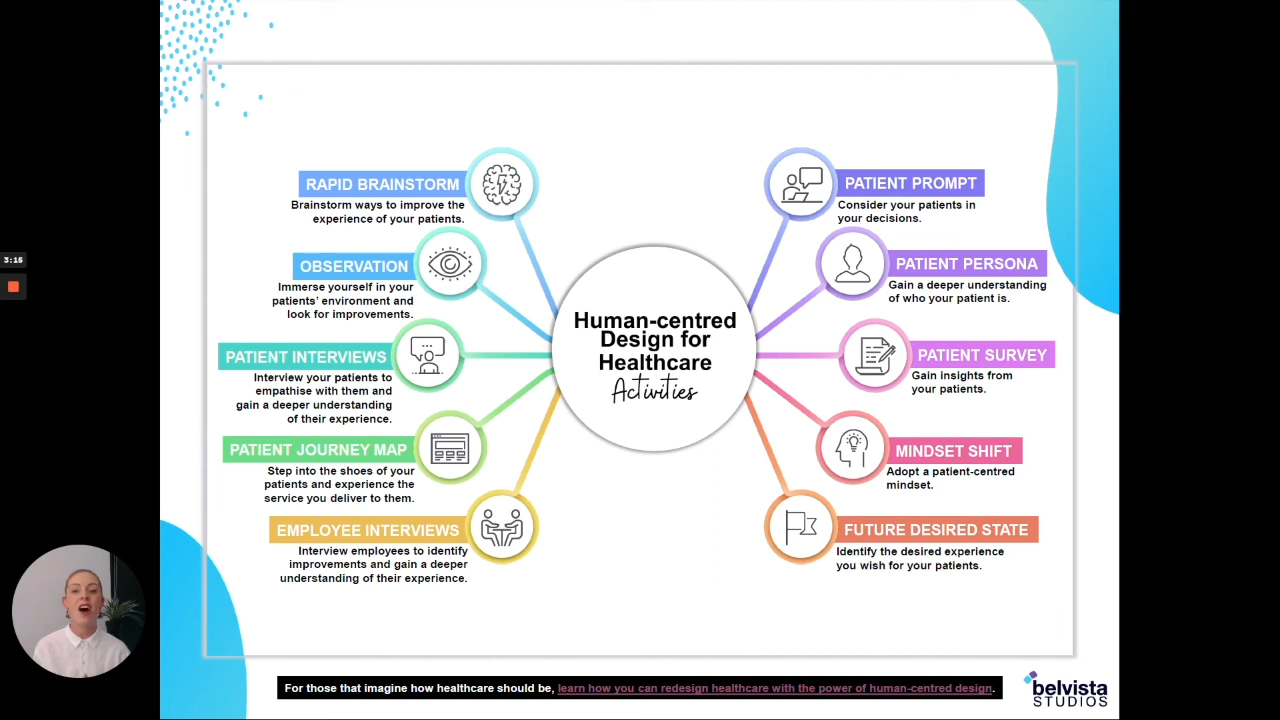 RAPID BRAINSTORM
Brainstorm ways to improve the
experience of your patients.
OBSERVATION
Immerse yourself in your
patients' environment and
look for improvements.
PATIENT INTERVIEWS
Interview your patients to
empathise with them and
gain a deeper understanding
of their experience.
PATIENT JOURNEY MAP
Step into the shoes of your
patients and experience the
service you deliver to them.
EMPLOYEE INTERVIEWS
Interview employees to identify
improvements and gain a deeper
understanding of their experience.
Human-centred
Design for
Healthcare
Activities
PATIENT PROMPT
Consider your patients in
your decisions.
PATIENT PERSONA
Gain a deeper understanding
of who your patient is.
PATIENT SURVEY
Gain insights from
your patients.
MINDSET SHIFT
Adopt a patient-centred
mindset.
FUTURE DESIRED STATE
Identify the desired experience
you wish for your patients.
3:15
For those that imagine how healthcare should be, learn how you can redesign healthcare with the power of human-centred design.
belvista
STUDIOS